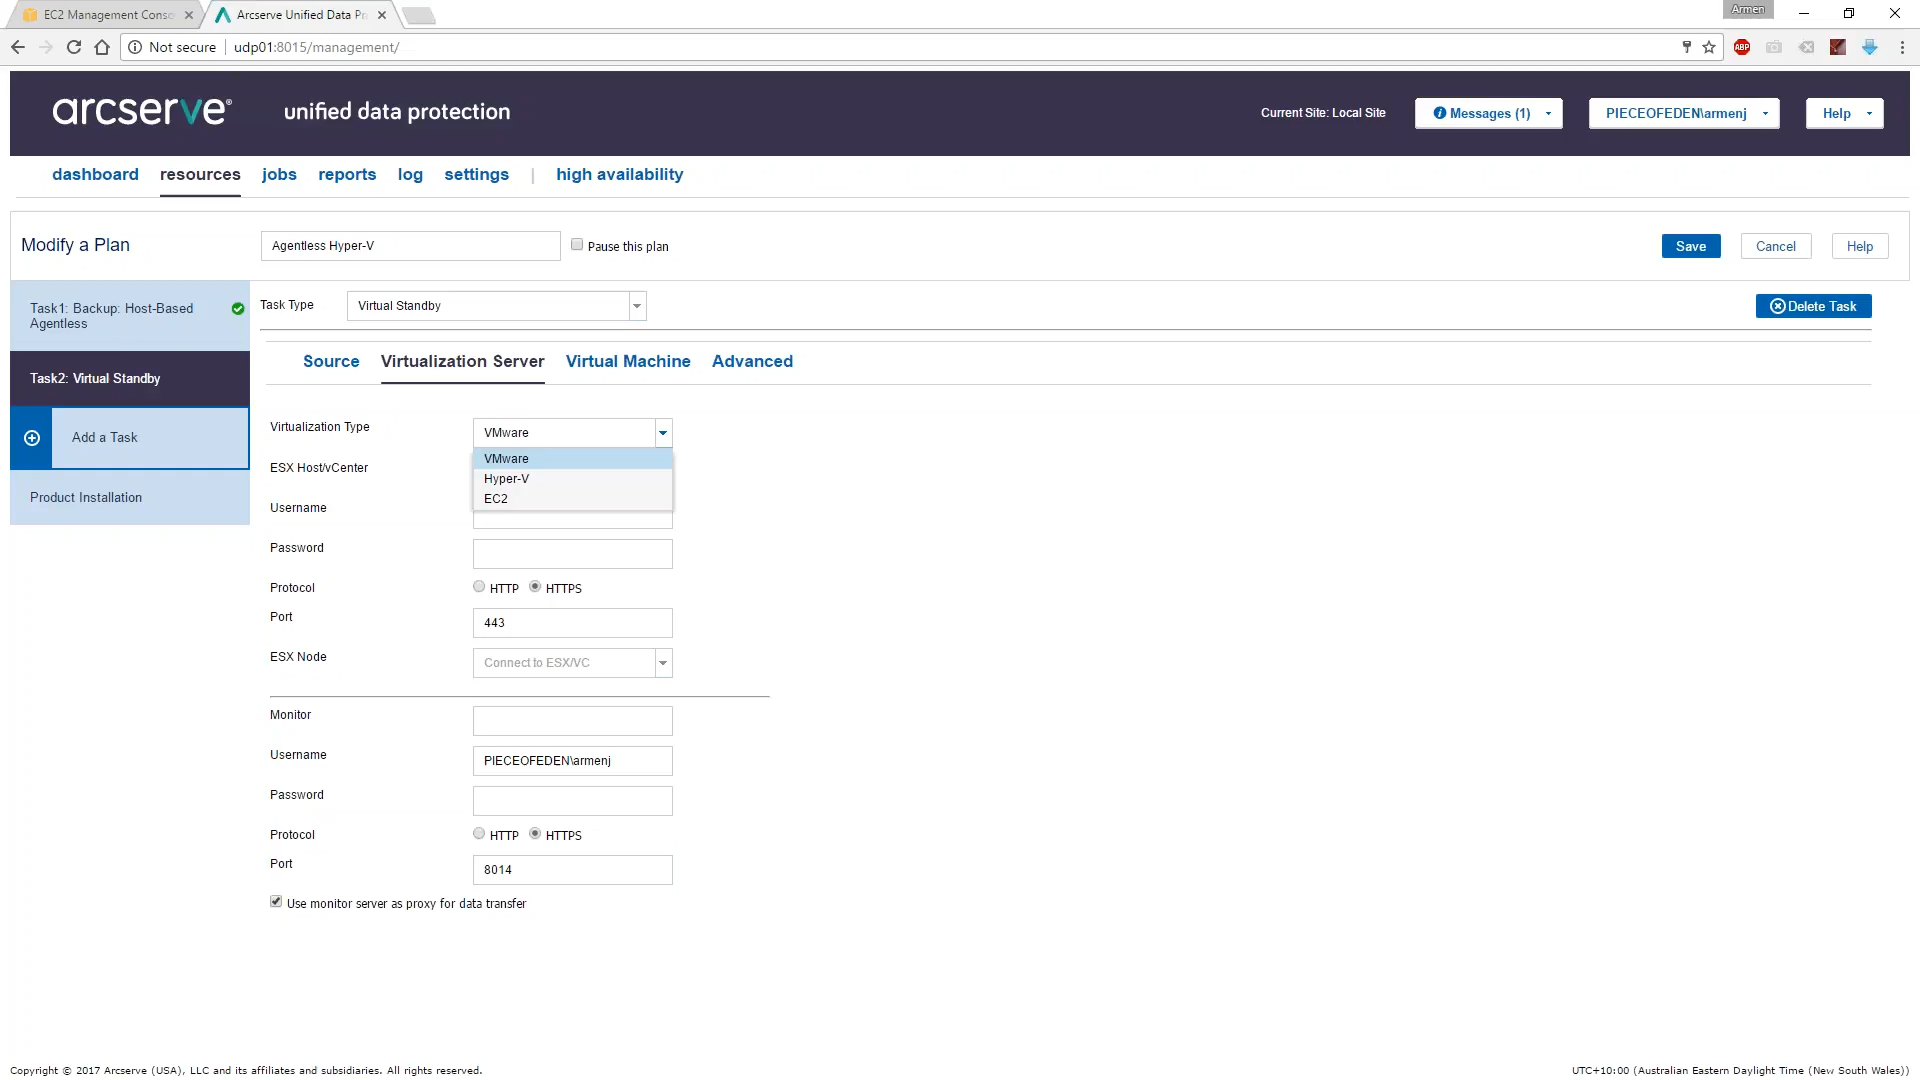 EC2 Management Conso
Arcserve Unified Data Pr
Armen
Not secure
udp01:8015/management/
ABP
arcserve®
unified data protection
Current Site: Local Site
Messages (1)
PIECEOFEDEN\armenj
Help
dashboard resources jobs reports log settings | high availability
Modify a Plan
Agentless Hyper-V
Pause this plan
Save
Cancel
Help
Task1: Backup: Host-Based
Agentless
Task2: Virtual Standby
Add a Task
Product Installation
Task Type
Virtual Standby
Delete Task
Source Virtualization Server Virtual Machine Advanced
Virtualization Type
VMware
VMware
Hyper-V
EC2
ESX Host/vCenter
Username
Password
Protocol
HTTP HTTPS
Port
443
ESX Node
Connect to ESX/VC
Monitor
Username
PIECEOFEDEN\armenj
Password
Protocol
HTTP HTTPS
Port
8014
Use monitor server as proxy for data transfer
Copyright © 2017 Arcserve (USA), LLC and its affiliates and subsidiaries. All rights reserved.
UTC+10:00 (Australian Eastern Daylight Time (New South Wales))